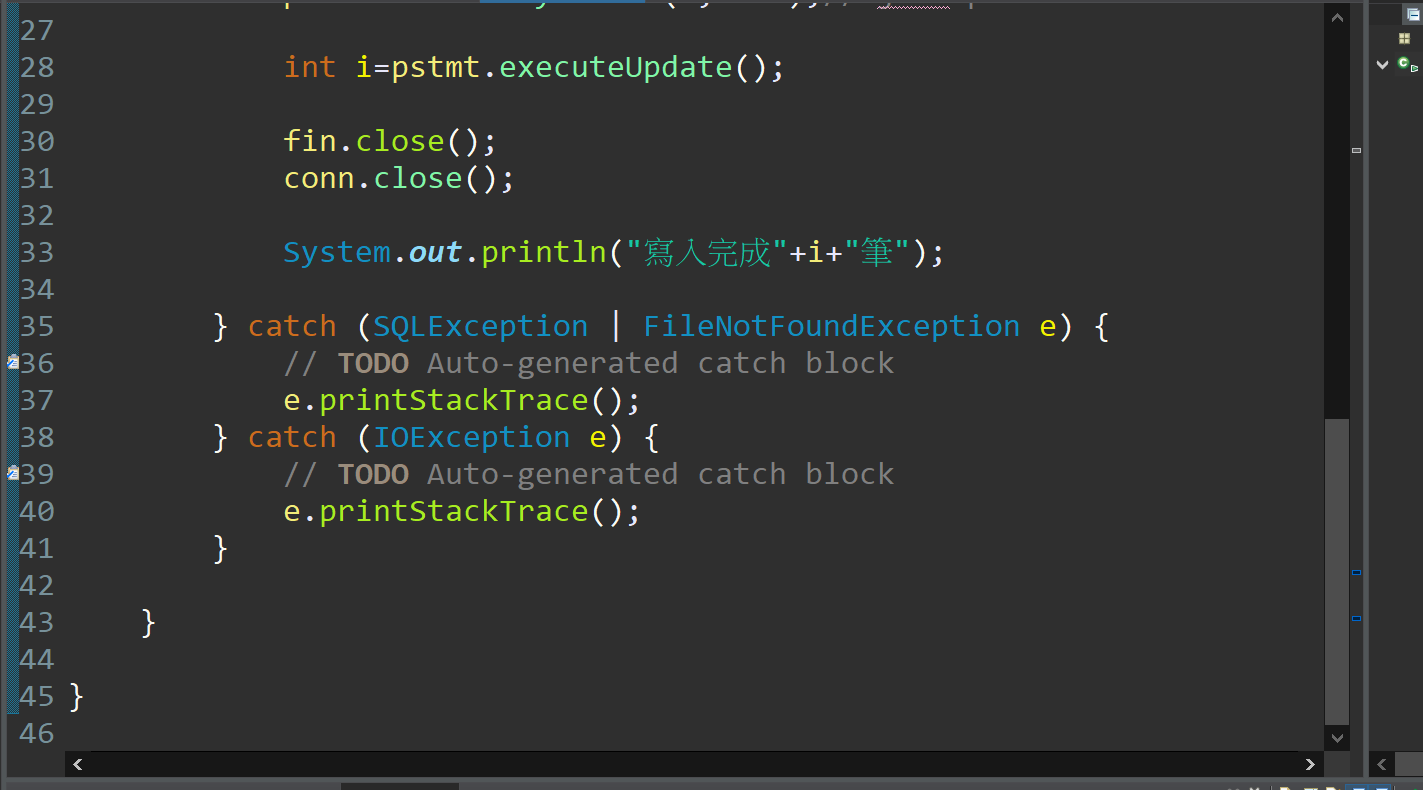 27
28 int i=pstmt.executeUpdate();
29
30 fin.close();
31 conn.close();
32
33 System.out.println("寫入完成"+i+"筆");
34
35 } catch (SQLException | FileNotFoundException e) {
36 // TODO Auto-generated catch block
37 e.printStackTrace();
38 } catch (IOException e) {
39 // TODO Auto-generated catch block
40 e.printStackTrace();
41 }
42
43 }
44
45 }
46